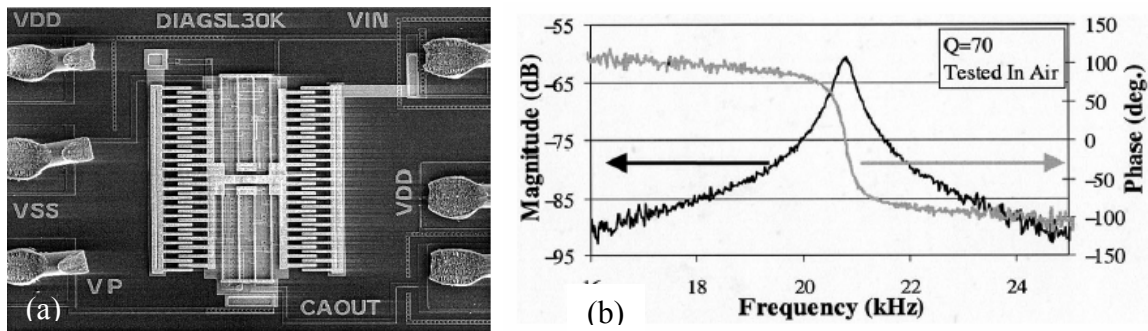 VDD
DIAGSL30K
VIN
VSS
VDD
VP
CAOUT
(a)
Q=70
Tested In Air
Magnitude (dB)
–55
–65
–75
–85
–95
150
100
50
0
–50
–100
–150
Phase (deg.)
18
20
22
24
Frequency (kHz)
(b)